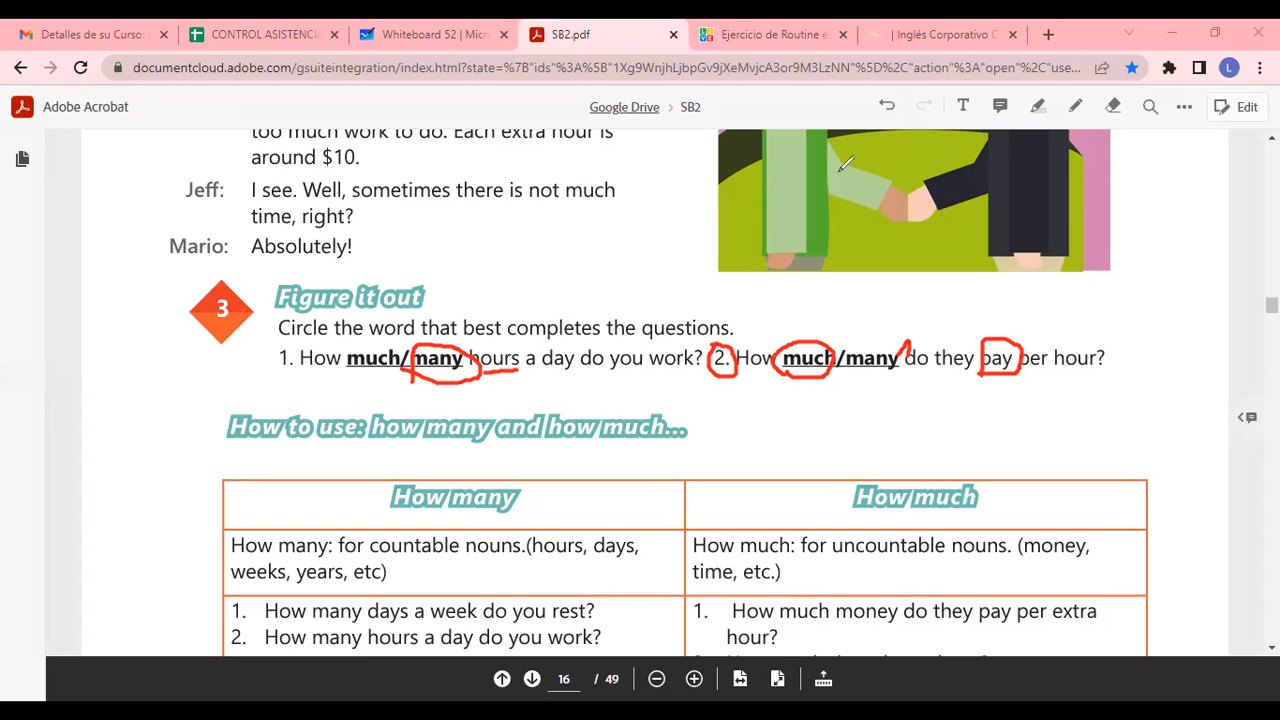 Detalles de su Curso: I
CONTROL ASISTENCIA
Whiteboard 52 | Micro
SB2.pdf
LIVE
Ejercicio de Routine e
| Inglés Corporativo C
documentcloud.adobe.com/gsuiteintegration/index.html?state=%7B"ids"%3A%5B"1Xg9WnjhLjbpGv9jXeMvjcA3or9M3LzNN"%5D%2C"action"%3A"open"%2C"use...
L
Adobe Acrobat
Google Drive
SB2
Edit
too much work to do. Each extra hour is
around $10.
Jeff: I see. Well, sometimes there is not much
time, right?
Mario: Absolutely!
3
Figure it out
Circle the word that best completes the questions.
1. How much/many hours a day do you work? 2. How much/many do they pay per hour?
How to use: how many and how much...
How many
How much
How many: for countable nouns.(hours, days,
weeks, years, etc)
How much: for uncountable nouns. (money,
time, etc.)
1. How many days a week do you rest?
2. How many hours a day do you work?
1. How much money do they pay per extra
hour?
16 / 49